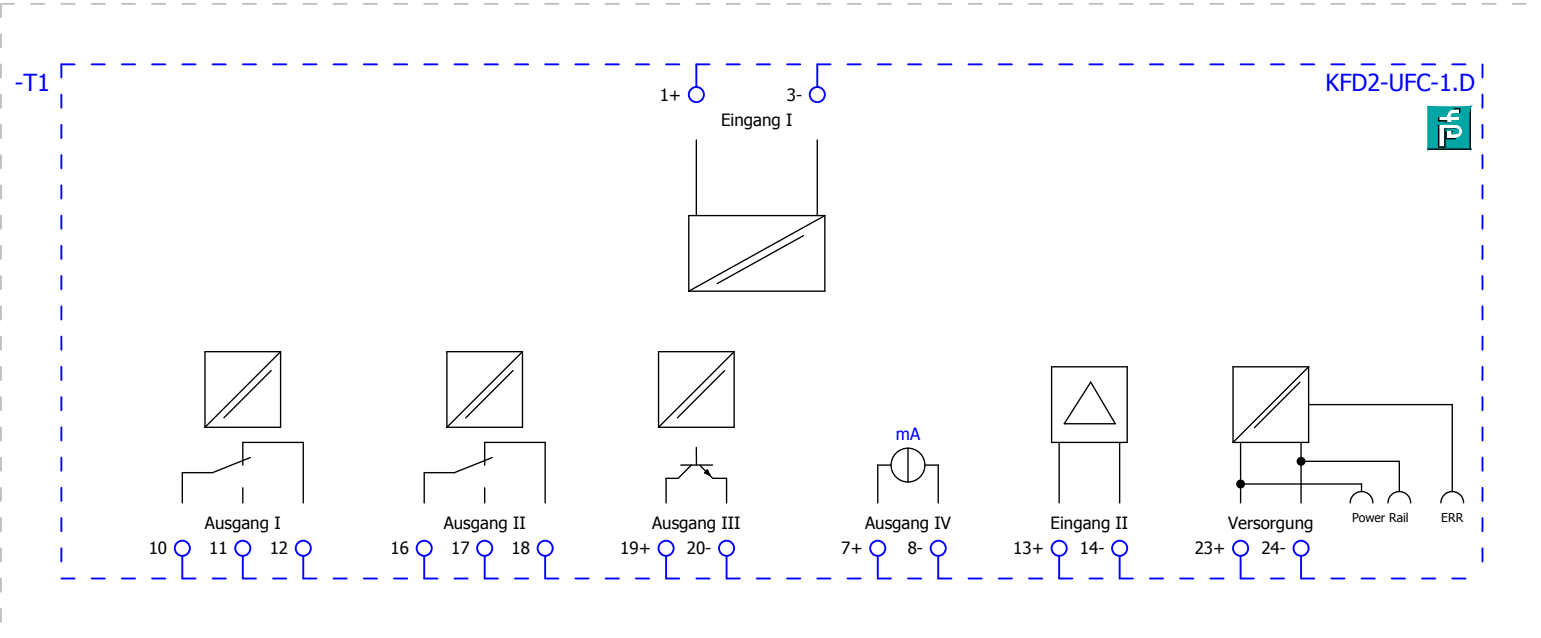 -T1
KFD2-UFC-1.D
1+ 3-
Eingang I
mA
Ausgang I Ausgang II Ausgang III Ausgang IV Eingang II Versorgung Power Rail ERR
10 11 12 16 17 18 19+ 20- 7+ 8- 13+ 14- 23+ 24-